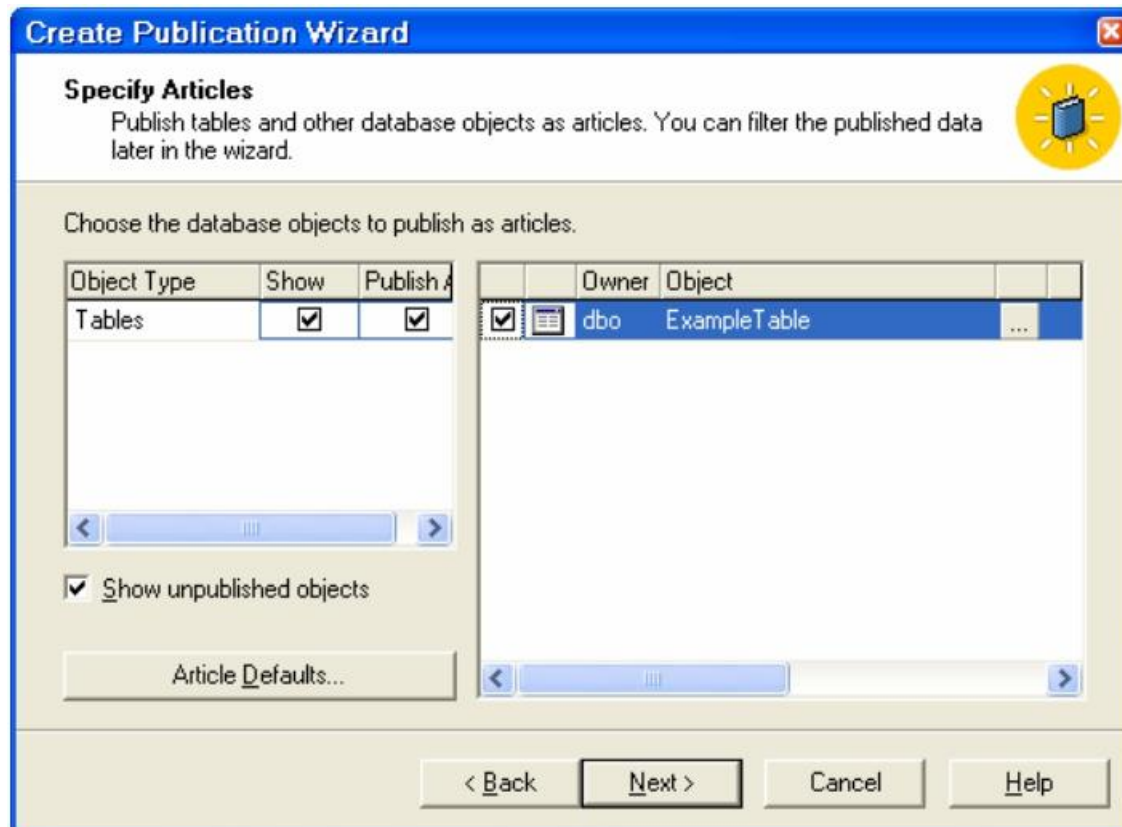 Create Publication Wizard
Specify Articles
Publish tables and other database objects as articles. You can filter the published data
later in the wizard.
Choose the database objects to publish as articles.
Object Type Show Publish A
Tables
Owner Object
dbo ExampleTable ...
Show unpublished objects
Article Defaults...
< Back Next > Cancel Help